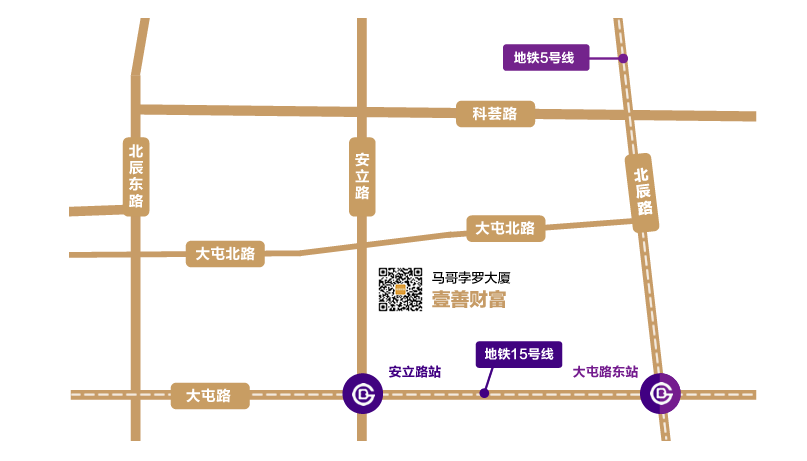 地铁5号线
科荟路
北辰东路
安立路
北辰路
大屯北路
大屯北路
马哥孛罗大厦
壹善财富
地铁15号线
安立路站
大屯路东站
大屯路